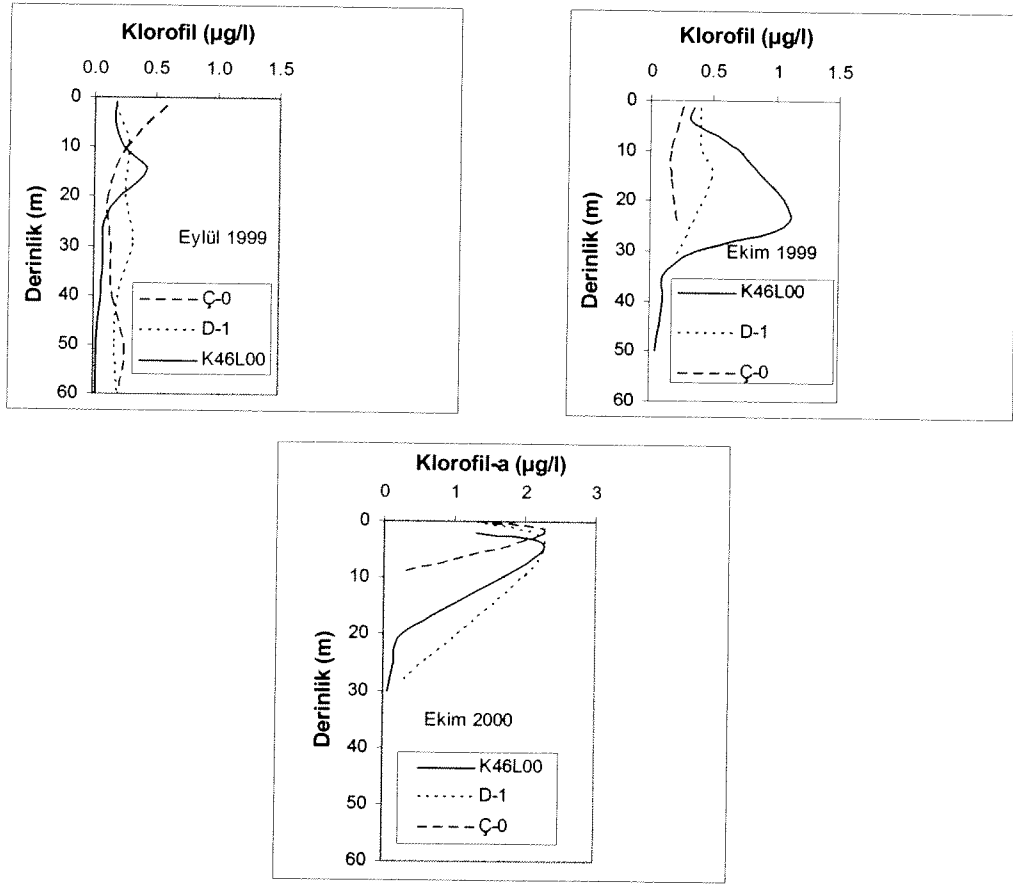 Klorofil (µg/l)
0.0 0.5 1.0 1.5
0
10
20
30
40
50
60
Derinlik (m)
Eylül 1999
Ç-0
D-1
K46L00
Klorofil (µg/l)
0 0.5 1 1.5
0
10
20
30
40
50
60
Derinlik (m)
Ekim 1999
K46L00
D-1
Ç-0
Klorofil-a (µg/l)
0 1 2 3
0
10
20
30
40
50
60
Derinlik (m)
Ekim 2000
K46L00
D-1
Ç-0